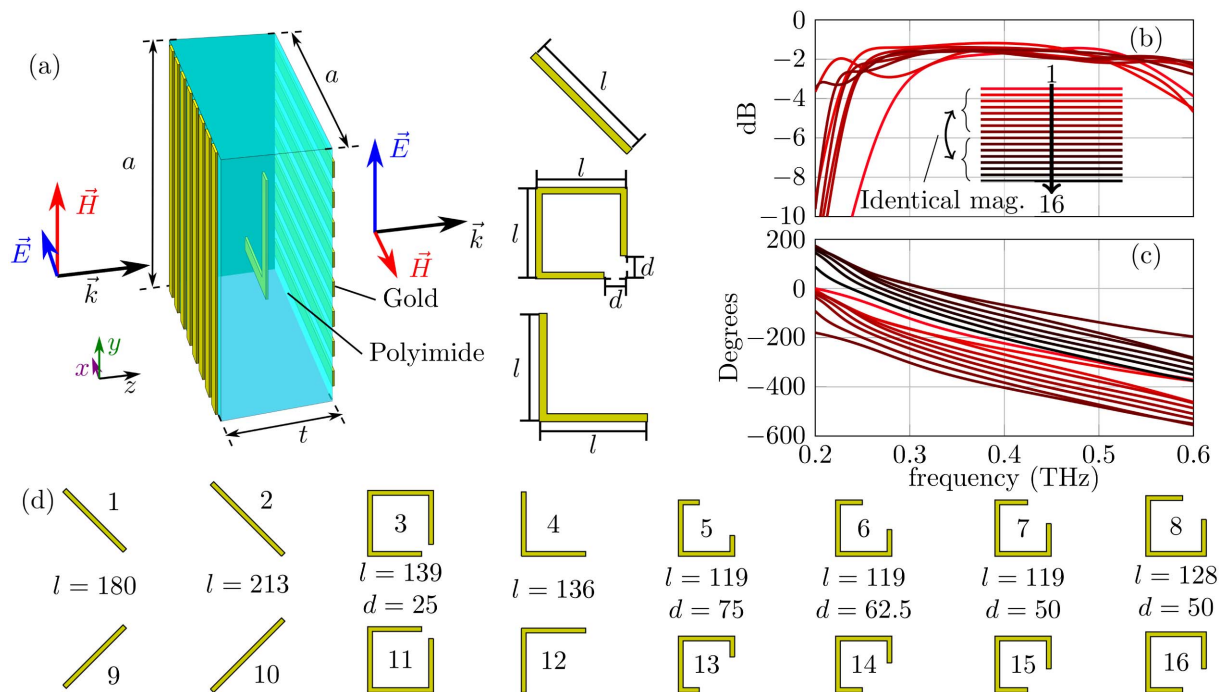 (a)
a
a
H⃗
E⃗
k⃗
E⃗
H⃗
k⃗
Gold
Polyimide
y
x
z
t
l
l
l
d
d
l
l
(b)
dB
0
−2
−4
−6
−8
−10
1
Identical mag.
16
(c)
Degrees
200
0
−200
−400
−600
0.2 0.3 0.4 0.5 0.6
frequency (THz)
(d)
1 2 3 4 5 6 7 8
l = 180 l = 213 l = 139 l = 136 l = 119 l = 119 l = 119 l = 128
d = 25 d = 75 d = 62.5 d = 50 d = 50
9 10 11 12 13 14 15 16